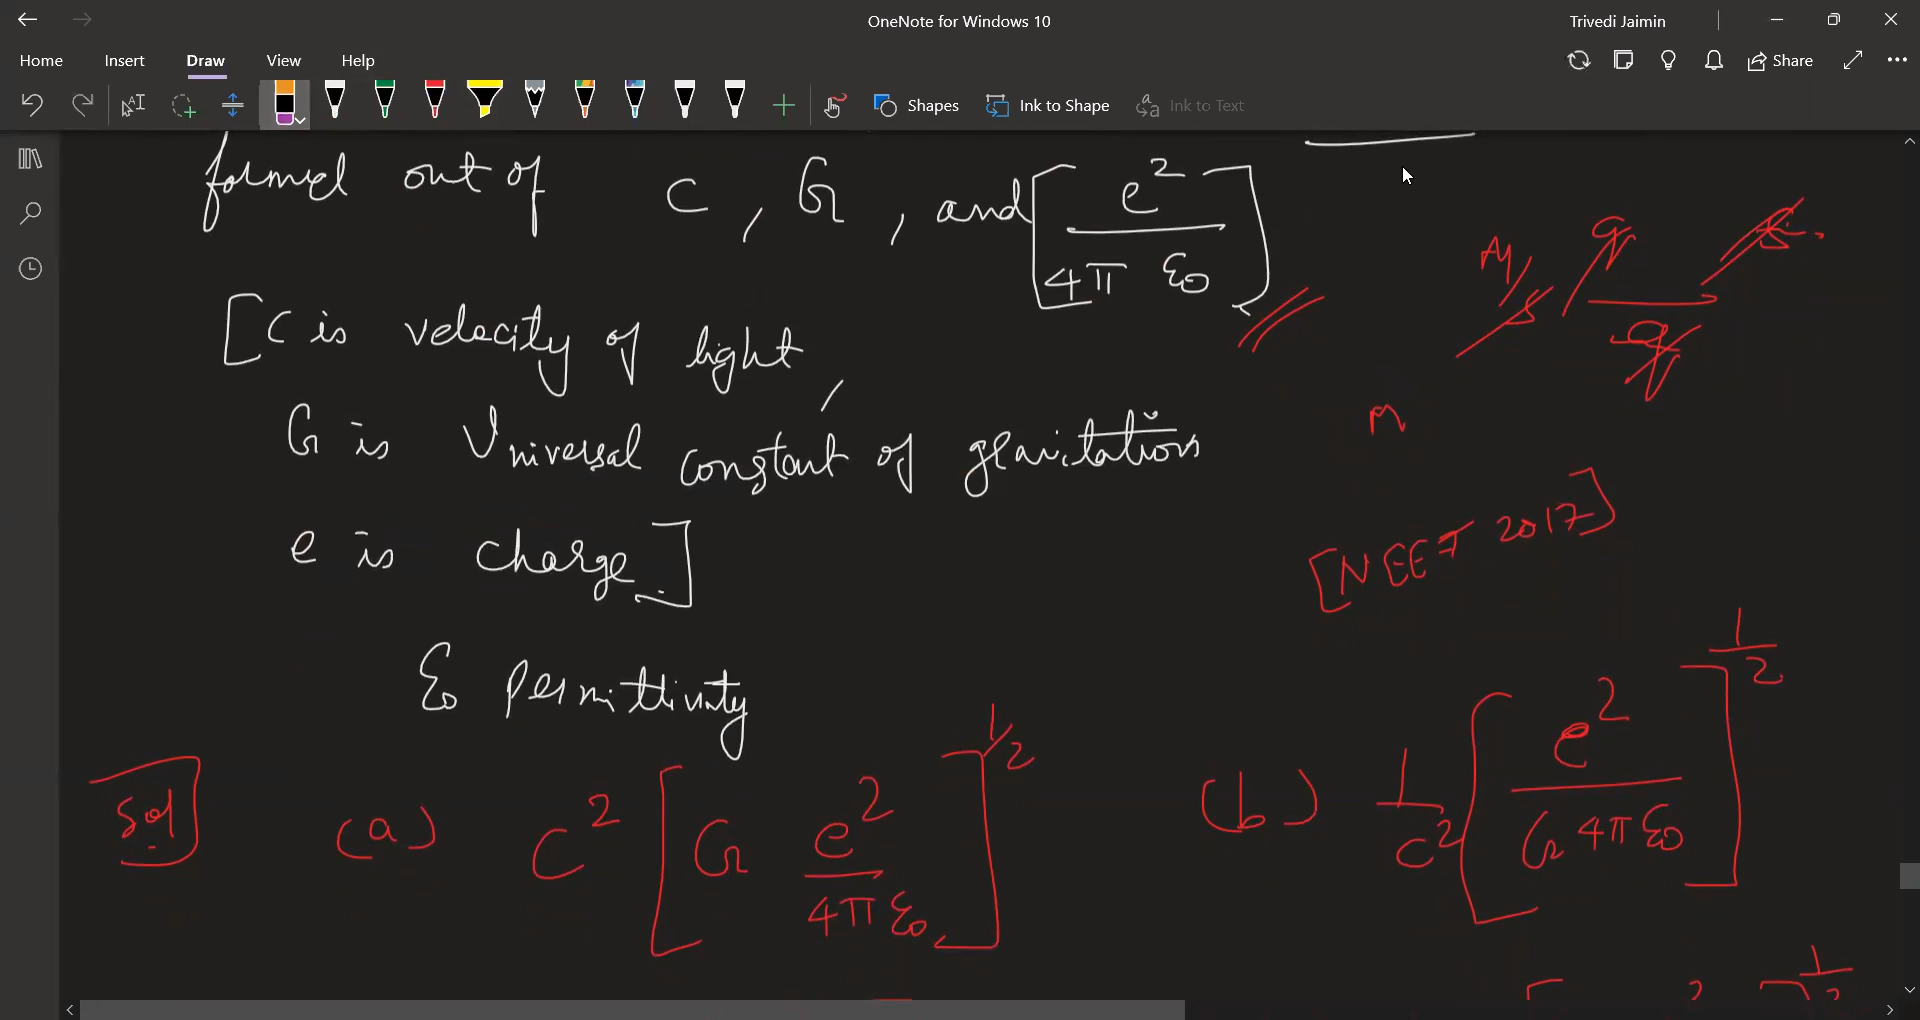 OneNote for Windows 10
Trivedi Jaimin
Home Insert Draw View Help
Share
Shapes Ink to Shape Ink to Text
formed out of C, G, and [e²/4π ε0]
[C is velocity of light,
G is Universal constant of gravitation
e is charge.]
[NEET 2017]
ε0 permittivity
Sol (a) C² [G e²/4π ε0]^1/2 (b) 1/C² [e²/G 4π ε0]^1/2